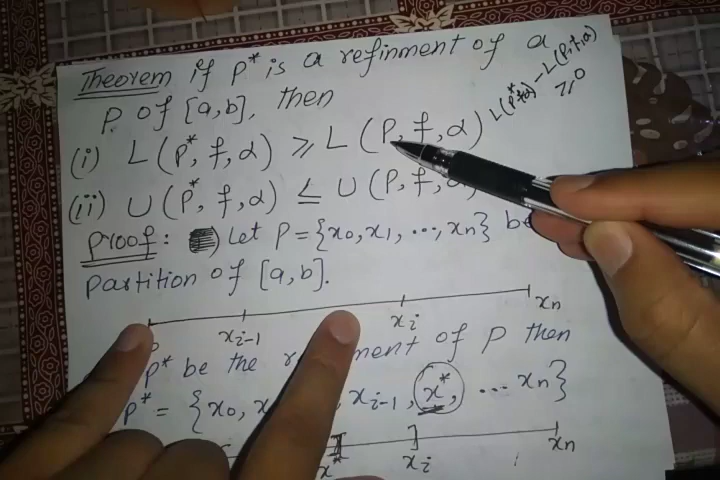 Theorem if P* is a refinment of a
P of [a,b], then
L(P*,f,α) - L(P,f,α)
≥0
(i) L(P*, f, α) ≥ L(P, f, α)
(ii) U(P*, f, α) ≤ U(P, f, α)
Proof: Let P = {x0, x1, ..., xn} be
Partition of [a,b].
xi-1 xi xn
P* be the of P then
P* = {x0, xi-1, x*, ... xn}
x* xi xn